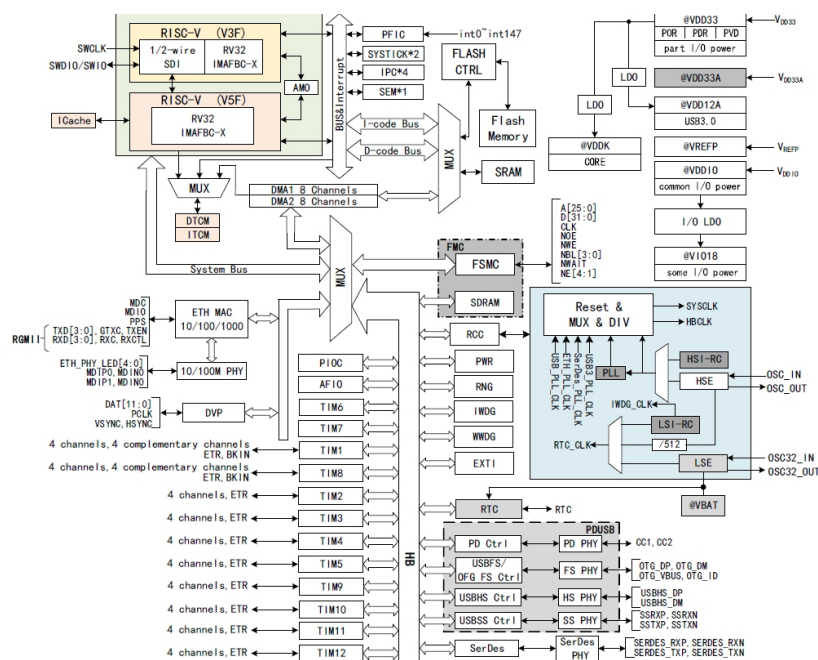 RISC-V (V3F)
SWCLK
SWDIO/SWIO
1/2-wire
SDI
RV32
IMAFBC-X
AMO
RISC-V (V5F)
RV32
IMAFBC-X
ICache
MUX
DTCM
ITCM
BUS&Interrupt
PFIC
int0~int147
SYSTICK*2
IPC*4
SEM*1
FLASH
CTRL
Flash
Memory
I-code Bus
D-code Bus
MUX
SRAM
DMA1 8 Channels
DMA2 8 Channels
System Bus
MUX
FMC
FSMC
SDRAM
A[25:0]
D[31:0]
CLK
NOE
NWE
NBL[3:0]
NWAIT
NE[4:1]
@VDD33
POR
PDR
PVD
part I/O power
VDD33
LDO
LDO
@VDD33A
VDD33A
@VDD12A
USB3.0
@VDDK
CORE
@VREFP
VREFP
@VDDIO
common I/O power
VDDIO
I/O LDO
@VIO18
some I/O power
MDC
MDIO
PPS
RGMII
TXD[3:0], GTXC, TXEN
RXD[3:0], RXC, RXCTL
ETH MAC
10/100/1000
ETH_PHY_LED[4:0]
MDTP0, MDIN0
MDIP1, MDIN0
10/100M PHY
DAT[11:0]
PCLK
VSYNC, HSYNC
DVP
PIOC
AFIO
TIM6
TIM7
4 channels, 4 complementary channels
ETR, BKIN
TIM1
4 channels, 4 complementary channels
ETR, BKIN
TIM8
4 channels, ETR
TIM2
4 channels, ETR
TIM3
4 channels, ETR
TIM4
4 channels, ETR
TIM5
4 channels, ETR
TIM9
4 channels, ETR
TIM10
4 channels, ETR
TIM11
4 channels, ETR
TIM12
HB
RCC
PWR
RNG
IWDG
WWDG
EXTI
RTC
RTC
Reset &
MUX & DIV
SYSCLK
HBCLK
USB_PLL_CLK
ETH_PLL_CLK
SerDes_PLL_CLK
USB3_PLL_CLK
PLL
HSI-RC
HSE
OSC_IN
OSC_OUT
IWDG_CLK
LSI-RC
RTC_CLK
/512
LSE
OSC32_IN
OSC32_OUT
@VBAT
PDUSB
PD Ctrl
PD PHY
CC1, CC2
USBFS/
OFG FS Ctrl
FS PHY
OTG_DP, OTG_DM
OTG_VBUS, OTG_ID
USBHS Ctrl
HS PHY
USBHS_DP
USBHS_DM
USBSS Ctrl
SS PHY
SSRXP, SSRXN
SSTXP, SSTXN
SerDes
SerDes
PHY
SERDES_RXP, SERDES_RXN
SERDES_TXP, SERDES_TXN